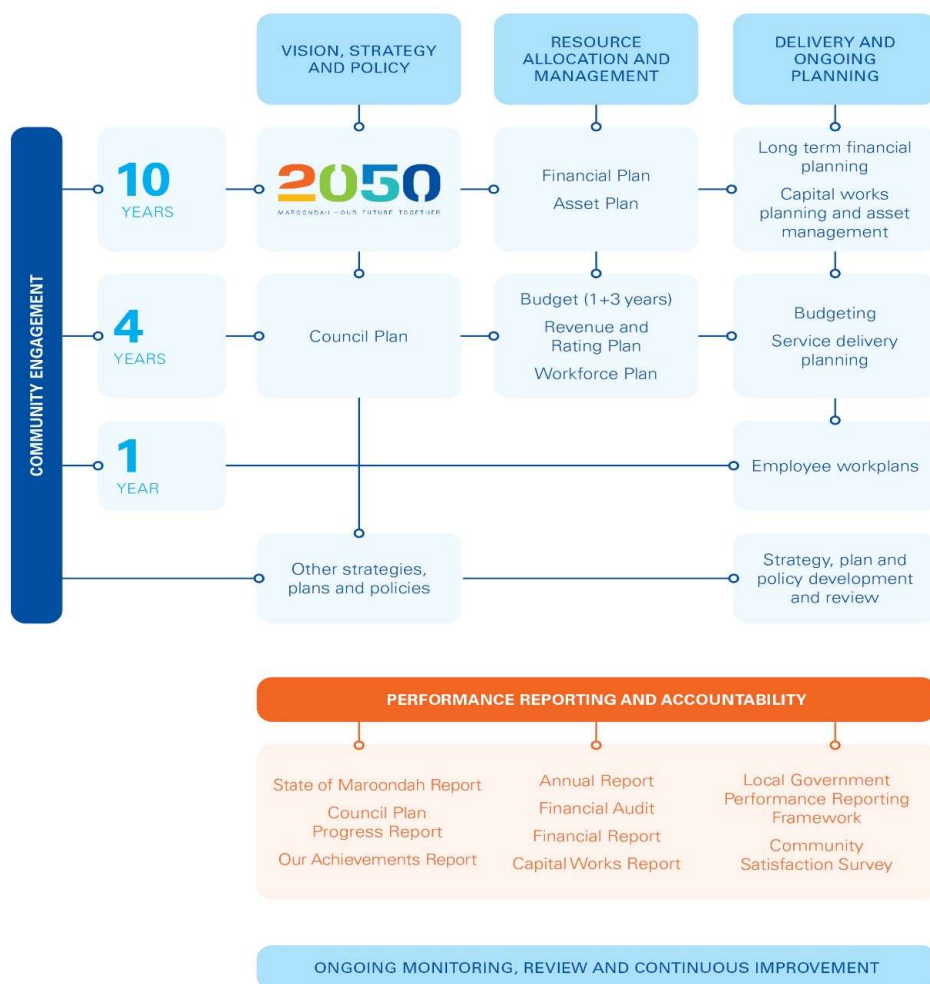 VISION, STRATEGY
AND POLICY
RESOURCE
ALLOCATION AND
MANAGEMENT
DELIVERY AND
ONGOING
PLANNING
COMMUNITY ENGAGEMENT
10
YEARS
2050
MAROONDAH – OUR FUTURE TOGETHER
Financial Plan
Asset Plan
Long term financial
planning
Capital works
planning and asset
management
4
YEARS
Council Plan
Budget (1+3 years)
Revenue and
Rating Plan
Workforce Plan
Budgeting
Service delivery
planning
1
YEAR
Employee workplans
Other strategies,
plans and policies
Strategy, plan and
policy development
and review
PERFORMANCE REPORTING AND ACCOUNTABILITY
State of Maroondah Report
Council Plan
Progress Report
Our Achievements Report
Annual Report
Financial Audit
Financial Report
Capital Works Report
Local Government
Performance Reporting
Framework
Community
Satisfaction Survey
ONGOING MONITORING, REVIEW AND CONTINUOUS IMPROVEMENT